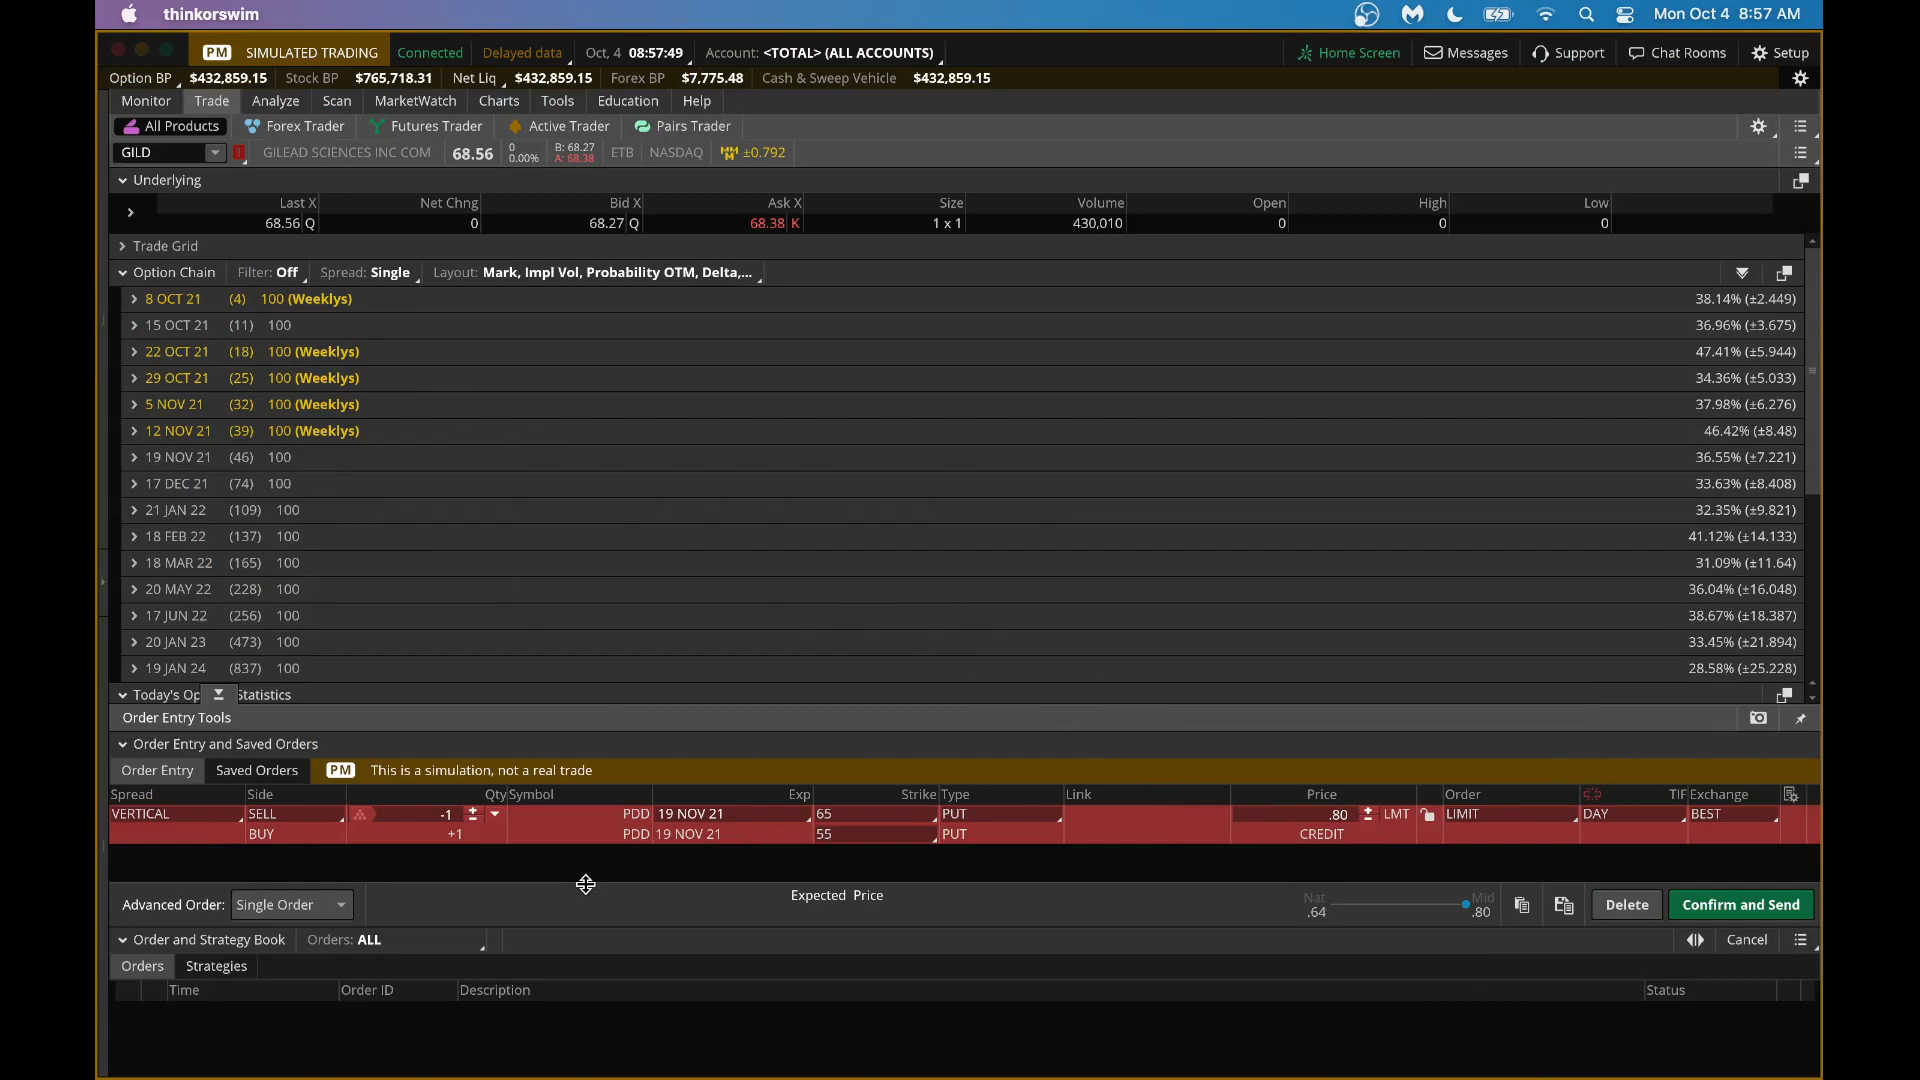 thinkorswim Mon Oct 4 8:57 AM
PM SIMULATED TRADING Connected Delayed data Oct, 4 08:57:49 Account: <TOTAL> (ALL ACCOUNTS) Home Screen Messages Support Chat Rooms Setup
Option BP $432,859.15 Stock BP $765,718.31 Net Liq $432,859.15 Forex BP $7,775.48 Cash & Sweep Vehicle $432,859.15
Monitor Trade Analyze Scan MarketWatch Charts Tools Education Help
All Products Forex Trader Futures Trader Active Trader Pairs Trader
GILD 1 GILEAD SCIENCES INC COM 68.56 0 0.00% B: 68.27 A: 68.38 ETB NASDAQ ±0.792
Underlying
Last X Net Chng Bid X Ask X Size Volume Open High Low
68.56 Q 0 68.27 Q 68.38 K 1 x 1 430,010 0 0 0
Trade Grid
Option Chain Filter: Off Spread: Single Layout: Mark, Impl Vol, Probability OTM, Delta,...
8 OCT 21 (4) 100 (Weeklys) 38.14% (±2.449)
15 OCT 21 (11) 100 36.96% (±3.675)
22 OCT 21 (18) 100 (Weeklys) 47.41% (±5.944)
29 OCT 21 (25) 100 (Weeklys) 34.36% (±5.033)
5 NOV 21 (32) 100 (Weeklys) 37.98% (±6.276)
12 NOV 21 (39) 100 (Weeklys) 46.42% (±8.48)
19 NOV 21 (46) 100 36.55% (±7.221)
17 DEC 21 (74) 100 33.63% (±8.408)
21 JAN 22 (109) 100 32.35% (±9.821)
18 FEB 22 (137) 100 41.12% (±14.133)
18 MAR 22 (165) 100 31.09% (±11.64)
20 MAY 22 (228) 100 36.04% (±16.048)
17 JUN 22 (256) 100 38.67% (±18.387)
20 JAN 23 (473) 100 33.45% (±21.894)
19 JAN 24 (837) 100 28.58% (±25.228)
Today's Op Statistics
Order Entry Tools
Order Entry and Saved Orders
Order Entry Saved Orders PM This is a simulation, not a real trade
Spread Side Qty Symbol Exp Strike Type Link Price Order TIF Exchange
VERTICAL SELL -1 PDD 19 NOV 21 65 PUT .80 LMT LIMIT DAY BEST
BUY +1 PDD 19 NOV 21 55 PUT CREDIT
Advanced Order: Single Order Expected Price Nat .64 Mid .80 Delete Confirm and Send
Order and Strategy Book Orders: ALL Cancel
Orders Strategies
Time Order ID Description Status